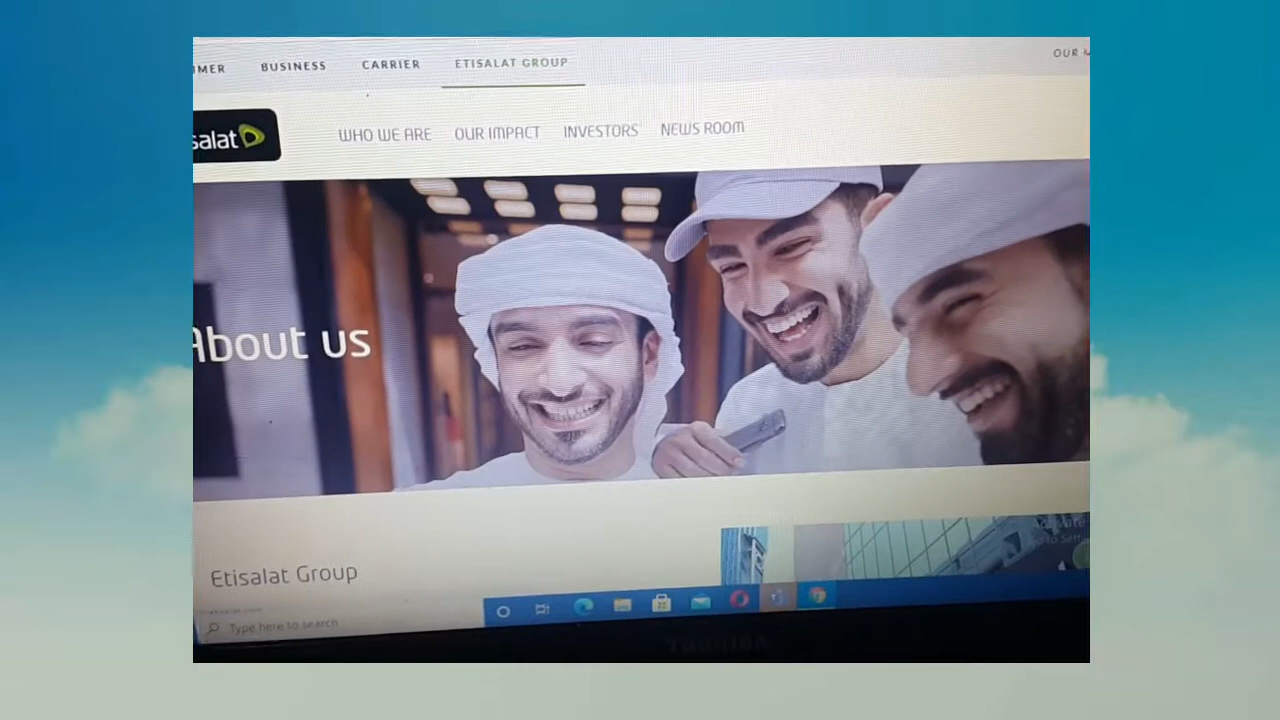 MER BUSINESS CARRIER ETISALAT GROUP OUR
salat
WHO WE ARE OUR IMPACT INVESTORS NEWS ROOM
About us
Etisalat Group
Type here to search
TOSHIBA